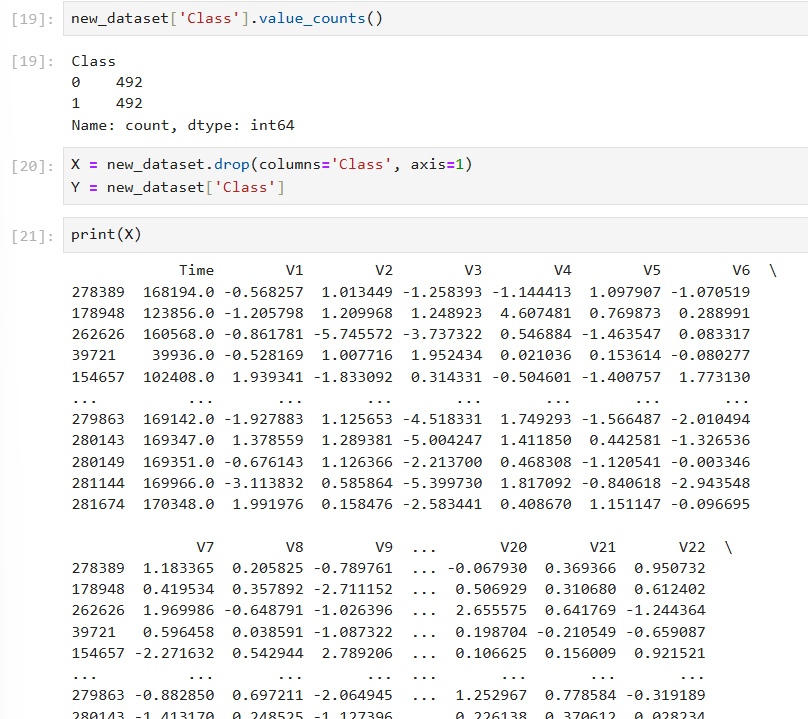 [19]: new_dataset['Class'].value_counts()
[19]: Class
0    492
1    492
Name: count, dtype: int64
[20]: X = new_dataset.drop(columns='Class', axis=1)
Y = new_dataset['Class']
[21]: print(X)
Time        V1        V2        V3        V4        V5        V6  \
278389  168194.0 -0.568257  1.013449 -1.258393 -1.144413  1.097907 -1.070519
178948  123856.0 -1.205798  1.209968  1.248923  4.607481  0.769873  0.288991
262626  160568.0 -0.861781 -5.745572 -3.737322  0.546884 -1.463547  0.083317
39721    39936.0 -0.528169  1.007716  1.952434  0.021036  0.153614 -0.080277
154657  102408.0  1.939341 -1.833092  0.314331 -0.504601 -1.400757  1.773130
...          ...       ...       ...       ...       ...       ...       ...
279863  169142.0 -1.927883  1.125653 -4.518331  1.749293 -1.566487 -2.010494
280143  169347.0  1.378559  1.289381 -5.004247  1.411850  0.442581 -1.326536
280149  169351.0 -0.676143  1.126366 -2.213700  0.468308 -1.120541 -0.003346
281144  169966.0 -3.113832  0.585864 -5.399730  1.817092 -0.840618 -2.943548
281674  170348.0  1.991976  0.158476 -2.583441  0.408670  1.151147 -0.096695
V7        V8        V9  ...       V20       V21       V22  \
278389  1.183365  0.205825 -0.789761  ... -0.067930  0.369366  0.950732
178948  0.419534  0.357892 -2.711152  ...  0.506929  0.310680  0.612402
262626  1.969986 -0.648791 -1.026396  ...  2.655575  0.641769 -1.244364
39721   0.596458  0.038591 -1.087322  ...  0.198704 -0.210549 -0.659087
154657 -2.271632  0.542944  2.789206  ...  0.106625  0.156009  0.921521
...          ...       ...       ...  ...       ...       ...       ...
279863 -0.882850  0.697211 -2.064945  ...  1.252967  0.778584 -0.319189
280143 -1.413170  0.248525 -1.127396  ...  0.226138  0.370612  0.028234